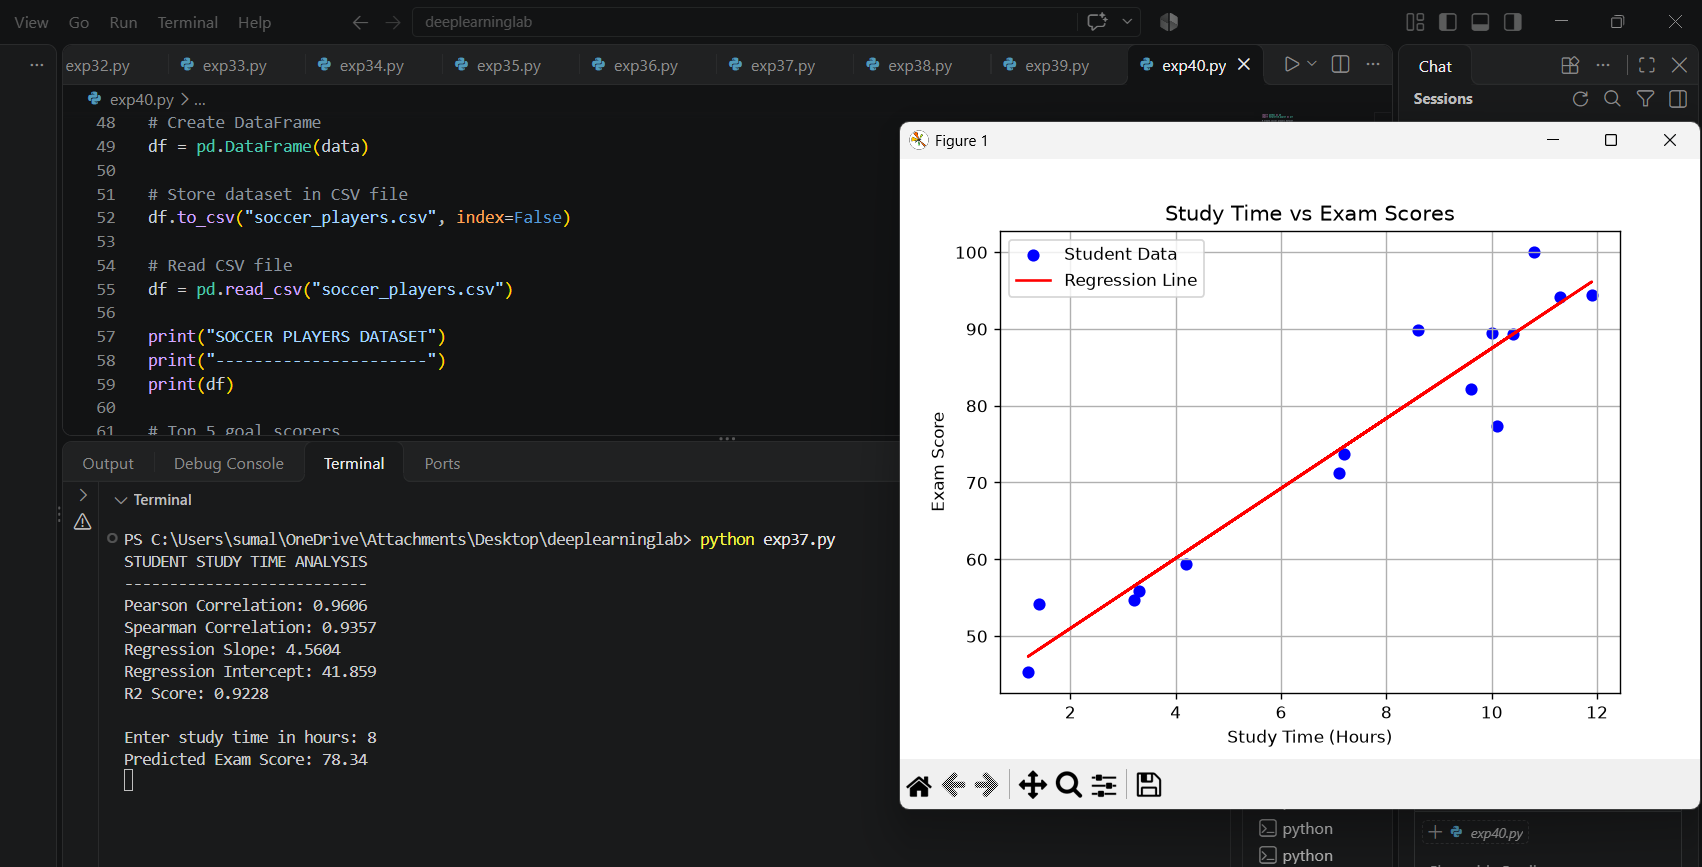 View Go Run Terminal Help
deeplearninglab
exp32.py exp33.py exp34.py exp35.py exp36.py exp37.py exp38.py exp39.py exp40.py
Chat
exp40.py > ...
Sessions
48 # Create DataFrame
49 df = pd.DataFrame(data)
50
51 # Store dataset in CSV file
52 df.to_csv("soccer_players.csv", index=False)
53
54 # Read CSV file
55 df = pd.read_csv("soccer_players.csv")
56
57 print("SOCCER PLAYERS DATASET")
58 print("----------------------")
59 print(df)
60
61 # Top 5 goal scorers
Output Debug Console Terminal Ports
Terminal
PS C:\Users\sumal\OneDrive\Attachments\Desktop\deeplearninglab> python exp37.py
STUDENT STUDY TIME ANALYSIS
---------------------------
Pearson Correlation: 0.9606
Spearman Correlation: 0.9357
Regression Slope: 4.5604
Regression Intercept: 41.859
R2 Score: 0.9228
Enter study time in hours: 8
Predicted Exam Score: 78.34
Figure 1
Study Time vs Exam Scores
Student Data
Regression Line
100
90
80
70
60
50
Exam Score
2 4 6 8 10 12
Study Time (Hours)
python
python
exp40.py